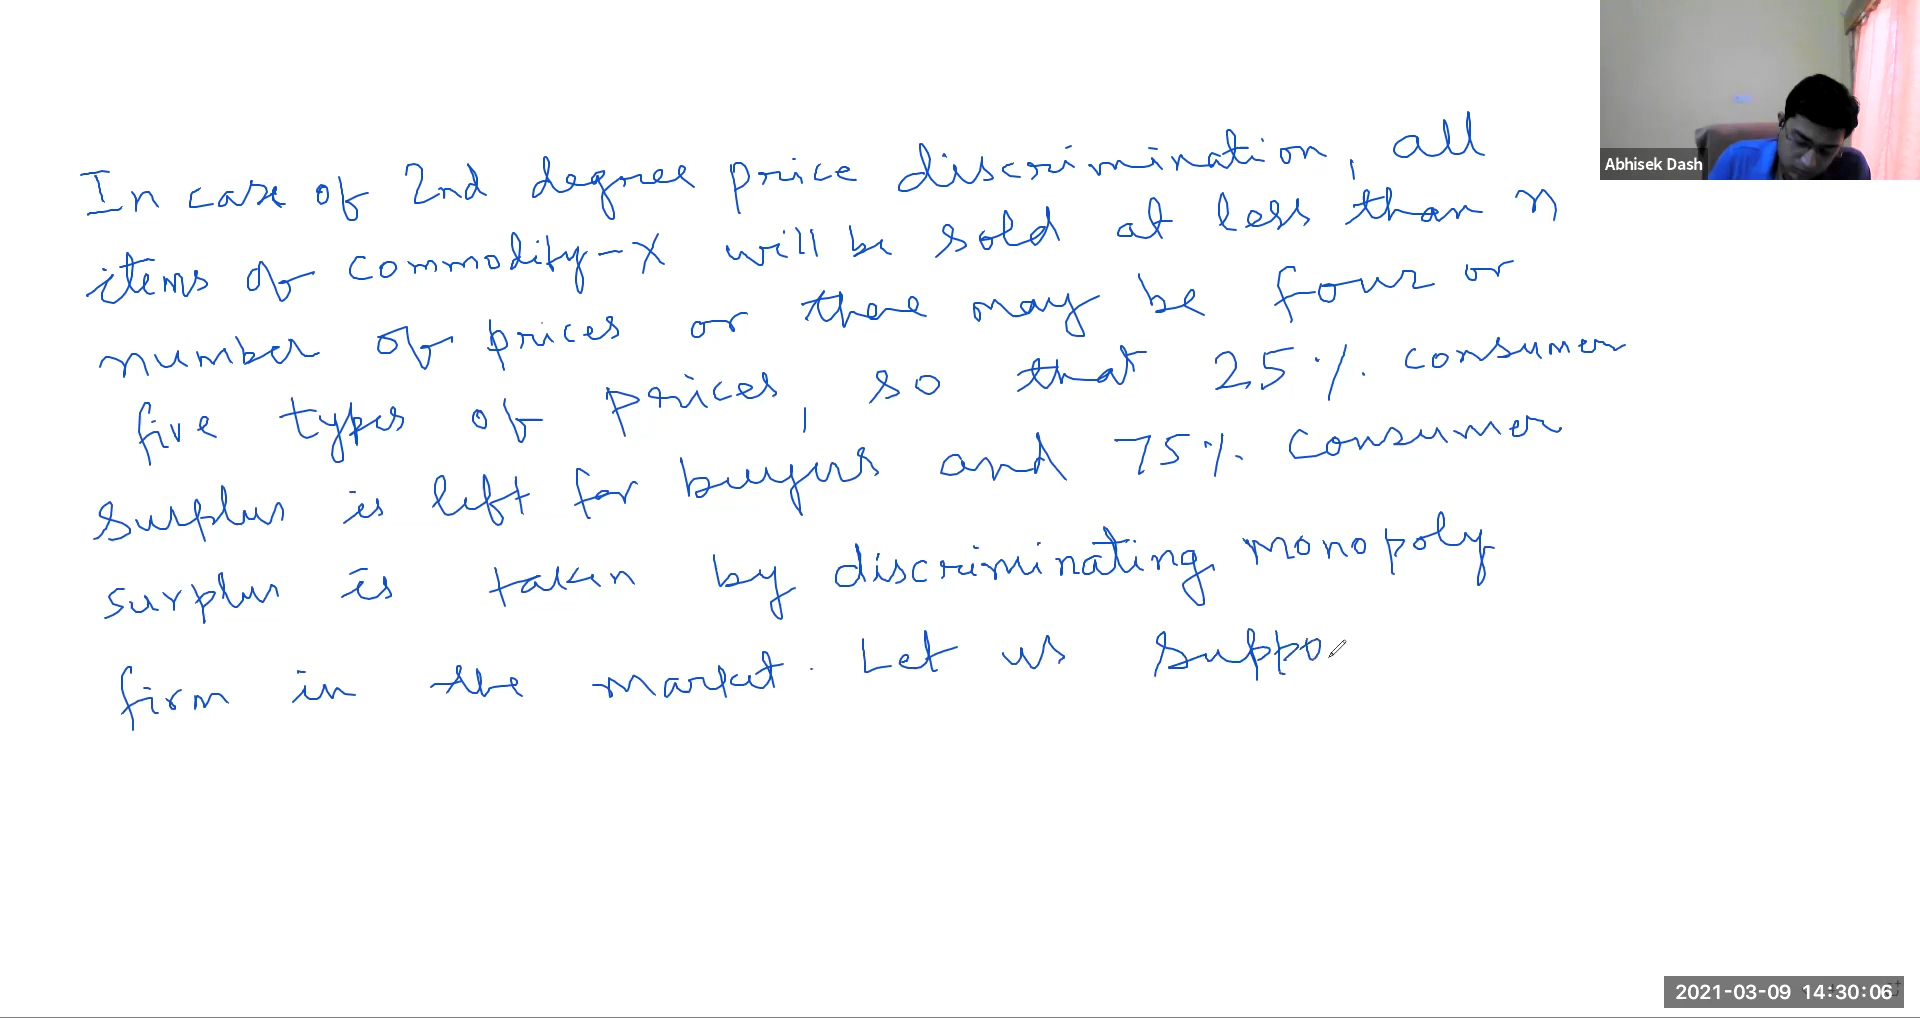 In case of 2nd degree price discrimination, all
items of commodity-X will be sold at less than n
number of prices or there may be four or
five types of prices, so that 25% consumer
surplus is left for buyers and 75% consumer
surplus is taken by discriminating monopoly
firm in the market. Let us suppo
Abhisek Dash
2021-03-09 14:30:06